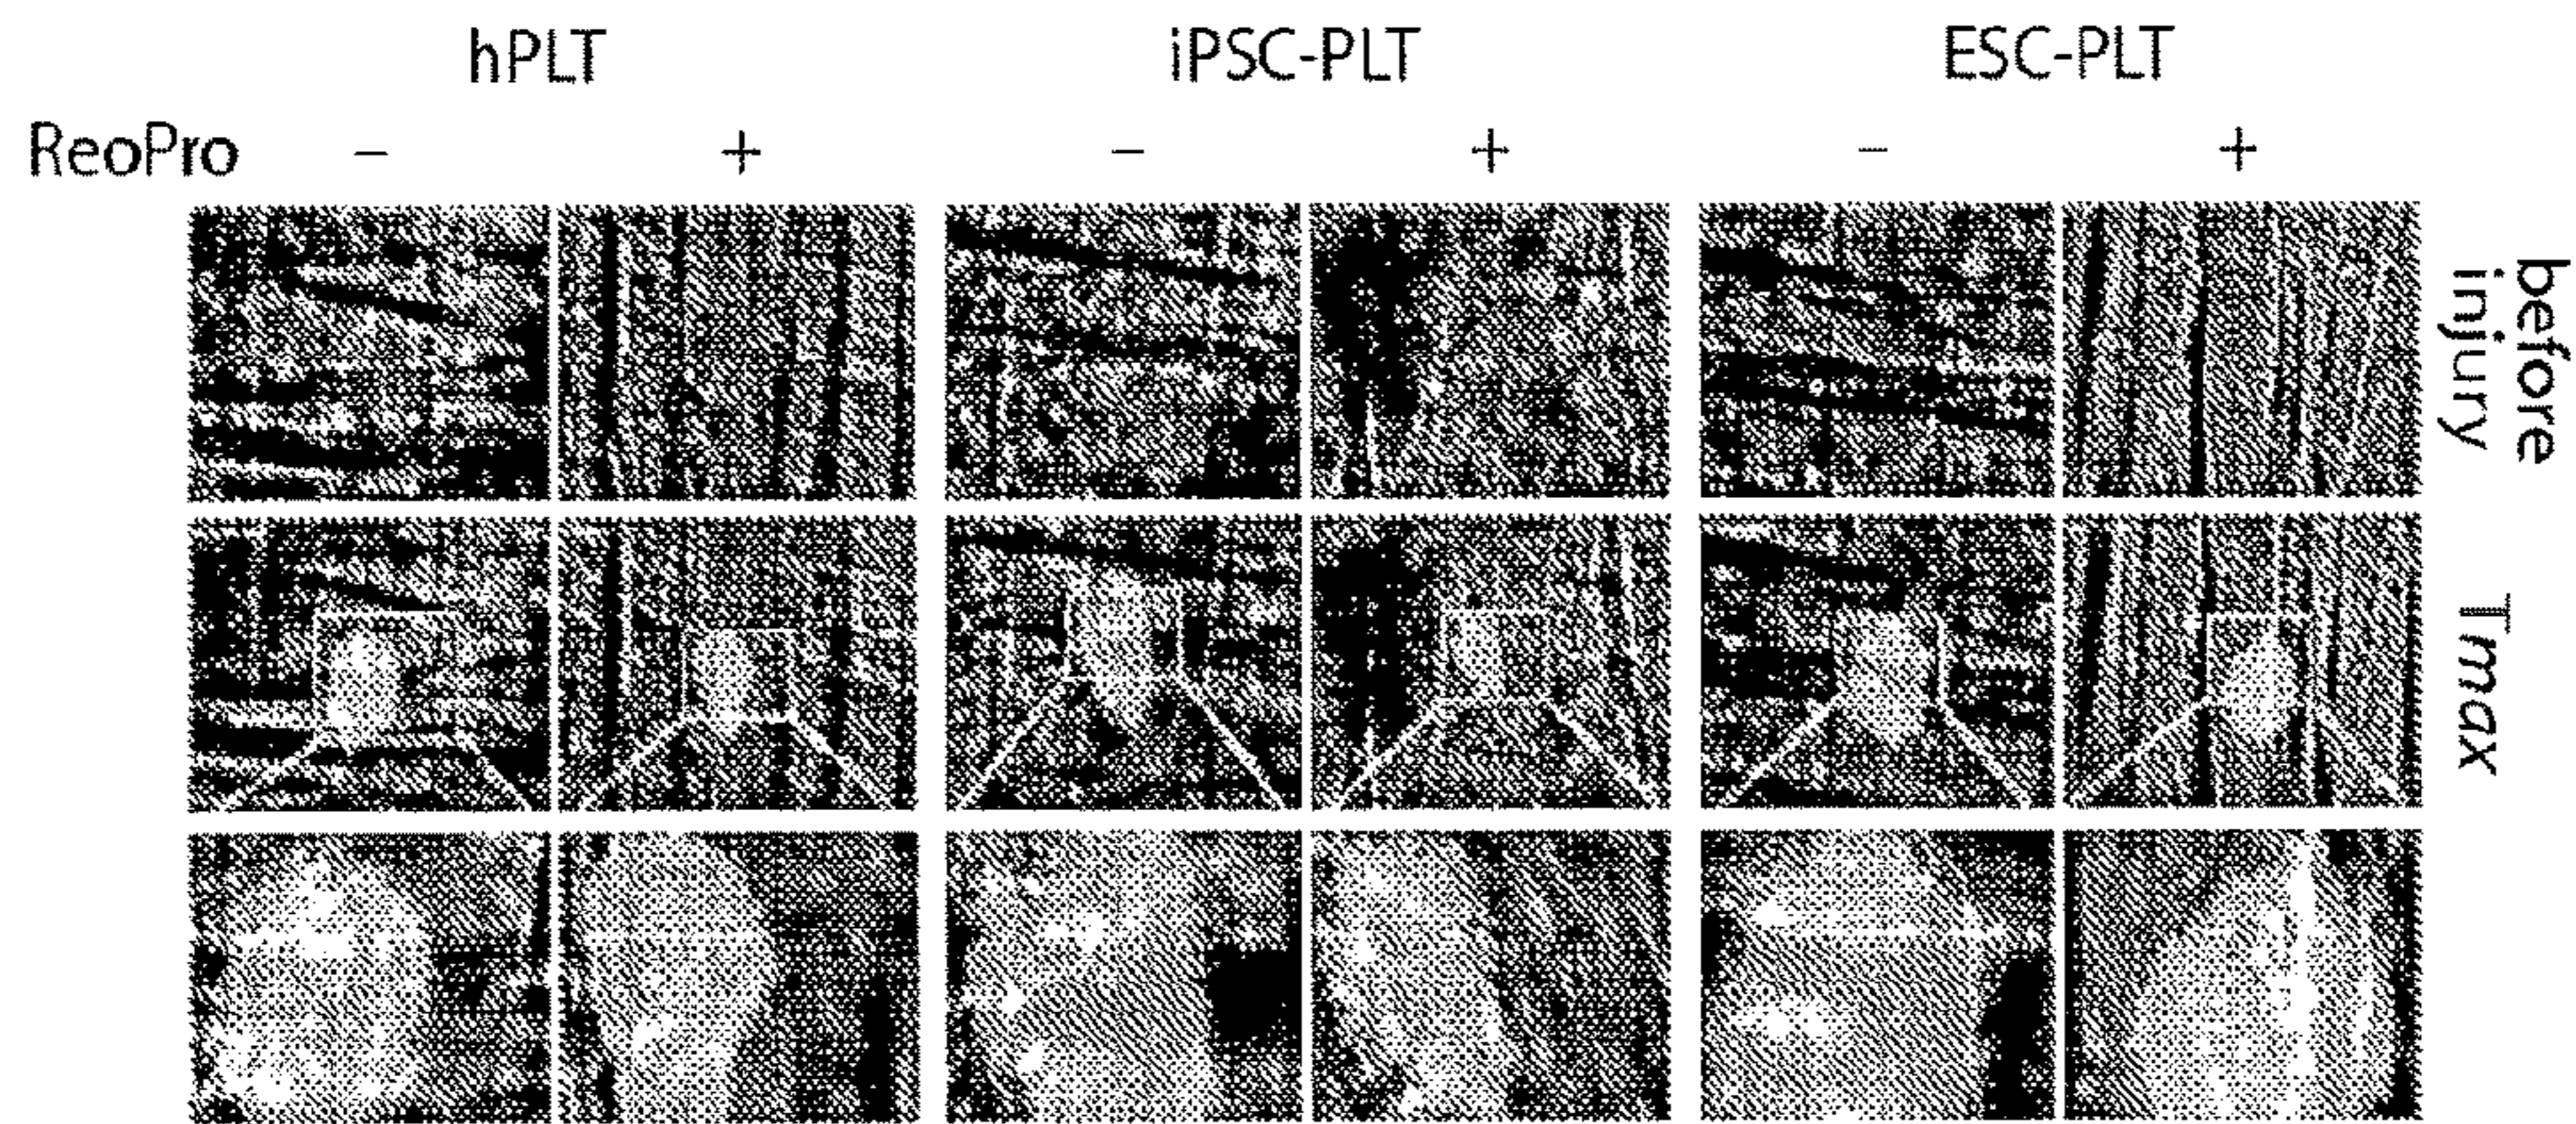 hPLT iPSC-PLT ESC-PLT
ReoPro − + − + − +
before
injury
Tmax